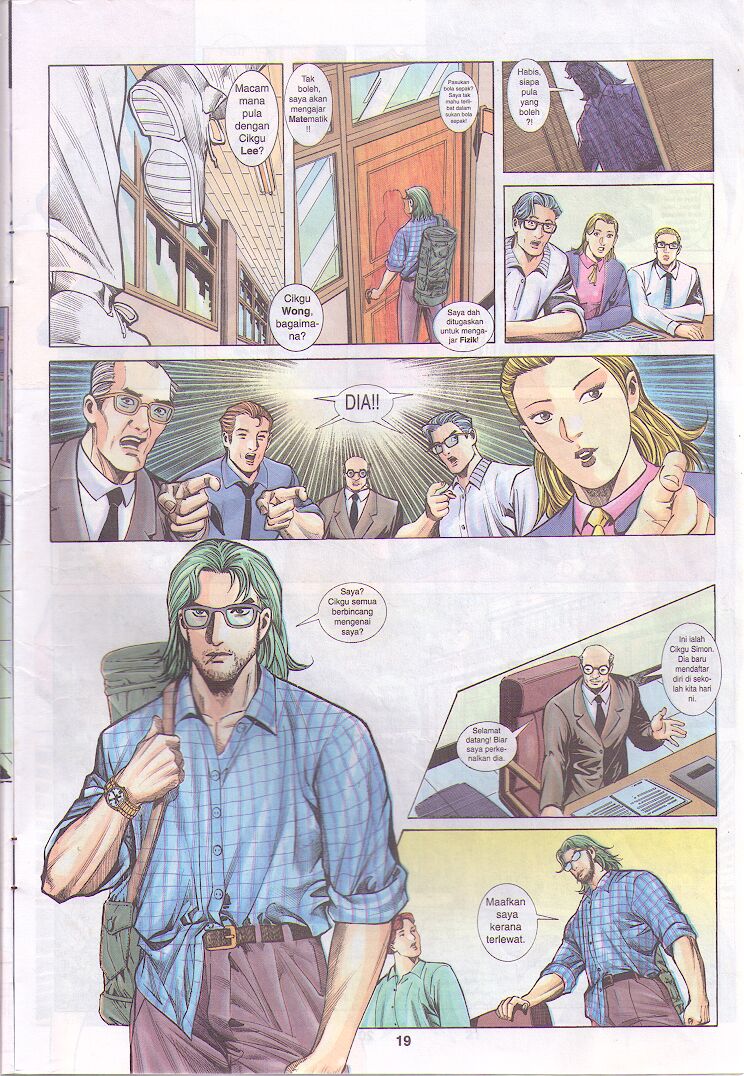 Macam
mana
pula
dengan
Cikgu
Lee?
Tak
boleh,
saya akan
mengajar
Matematik
!!
Pasukan
bola sepak?
Saya tak
mahu terli-
bat dalam
sukan bola
sepak!
Cikgu
Wong,
bagaima-
na?
Saya dah
ditugaskan
untuk menga-
jar Fizik!
Habis,
siapa
pula
yang
boleh
?!
DIA!!
Saya?
Cikgu semua
berbincang
mengenai
saya?
Ini ialah
Cikgu Simon.
Dia baru
mendaftar
diri di seko-
lah kita hari
ni.
Selamat
datang! Biar
saya perke-
nalkan dia.
Maafkan
saya
kerana
terlewat.
19